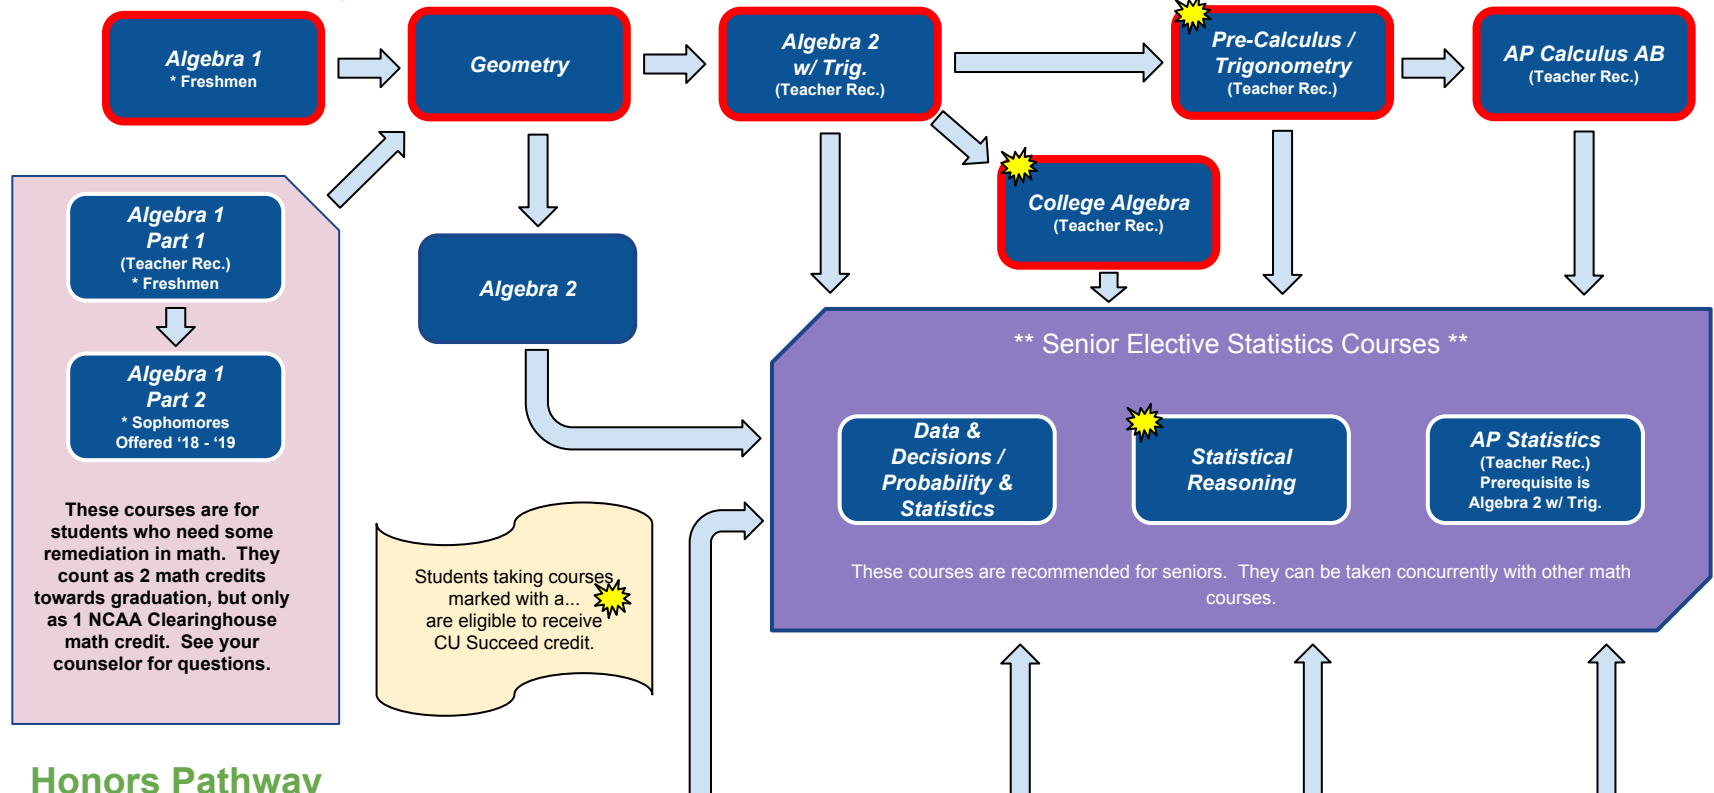 Algebra 1
* Freshmen
Geometry
Algebra 2
w/ Trig.
(Teacher Rec.)
Pre-Calculus /
Trigonometry
(Teacher Rec.)
AP Calculus AB
(Teacher Rec.)
College Algebra
(Teacher Rec.)
Algebra 1
Part 1
(Teacher Rec.)
* Freshmen
Algebra 1
Part 2
* Sophomores
Offered ‘18 - ‘19
These courses are for
students who need some
remediation in math.  They
count as 2 math credits
towards graduation, but only
as 1 NCAA Clearinghouse
math credit.  See your
counselor for questions.
Algebra 2
** Senior Elective Statistics Courses **
Data &
Decisions /
Probability &
Statistics
Statistical
Reasoning
AP Statistics
(Teacher Rec.)
Prerequisite is
Algebra 2 w/ Trig.
These courses are recommended for seniors.  They can be taken concurrently with other math
courses.
Students taking courses
marked with a...
are eligible to receive
CU Succeed credit.
Honors Pathway